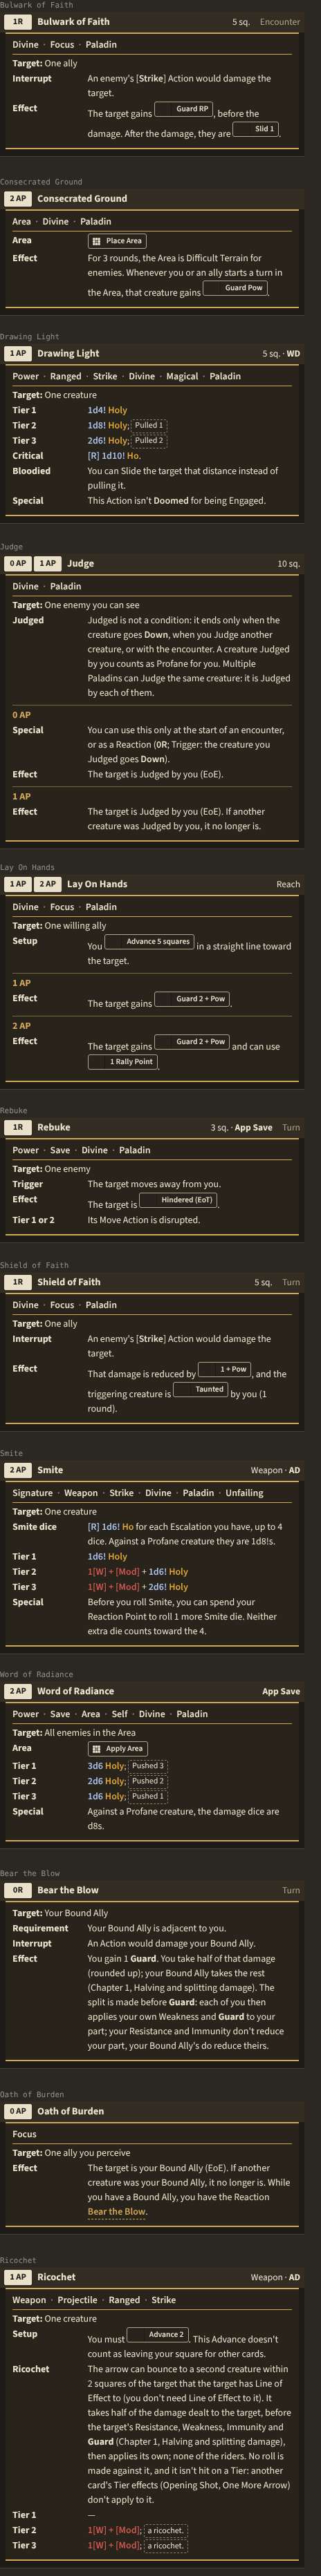 Bulwark of Faith
1R Bulwark of Faith 5 sq. Encounter
Divine · Focus · Paladin
Target: One ally
Interrupt An enemy's [Strike] Action would damage the
target.
Effect The target gains Guard RP, before the
damage. After the damage, they are Slid 1.
Consecrated Ground
2 AP Consecrated Ground
Area · Divine · Paladin
Area Place Area
Effect For 3 rounds, the Area is Difficult Terrain for
enemies. Whenever you or an ally starts a turn in
the Area, that creature gains Guard Pow.
Drawing Light
1 AP Drawing Light 5 sq. · WD
Power · Ranged · Strike · Divine · Magical · Paladin
Target: One creature
Tier 1 1d4! Holy
Tier 2 1d8! Holy; Pulled 1
Tier 3 2d6! Holy; Pulled 2
Critical [R] 1d10! Ho.
Bloodied You can Slide the target that distance instead of
pulling it.
Special This Action isn't Doomed for being Engaged.
Judge
0 AP 1 AP Judge 10 sq.
Divine · Paladin
Target: One enemy you can see
Judged Judged is not a condition: it ends only when the
creature goes Down, when you Judge another
creature, or with the encounter. A creature Judged
by you counts as Profane for you. Multiple
Paladins can Judge the same creature: it is Judged
by each of them.
0 AP
Special You can use this only at the start of an encounter,
or as a Reaction (0R; Trigger: the creature you
Judged goes Down).
Effect The target is Judged by you (EoE).
1 AP
Effect The target is Judged by you (EoE). If another
creature was Judged by you, it no longer is.
Lay On Hands
1 AP 2 AP Lay On Hands Reach
Divine · Focus · Paladin
Target: One willing ally
Setup You Advance 5 squares in a straight line toward
the target.
1 AP
Effect The target gains Guard 2 + Pow.
2 AP
Effect The target gains Guard 2 + Pow and can use
1 Rally Point.
Rebuke
1R Rebuke 3 sq. · App Save Turn
Power · Save · Divine · Paladin
Target: One enemy
Trigger The target moves away from you.
Effect The target is Hindered (EoT).
Tier 1 or 2 Its Move Action is disrupted.
Shield of Faith
1R Shield of Faith 5 sq. Turn
Divine · Focus · Paladin
Target: One ally
Interrupt An enemy's [Strike] Action would damage the
target.
Effect That damage is reduced by 1 + Pow, and the
triggering creature is Taunted by you (1
round).
Smite
2 AP Smite Weapon · AD
Signature · Weapon · Strike · Divine · Paladin · Unfailing
Target: One creature
Smite dice [R] 1d6! Ho for each Escalation you have, up to 4
dice. Against a Profane creature they are 1d8!s.
Tier 1 1d6! Holy
Tier 2 1[W] + [Mod] + 1d6! Holy
Tier 3 1[W] + [Mod] + 2d6! Holy
Special Before you roll Smite, you can spend your
Reaction Point to roll 1 more Smite die. Neither
extra die counts toward the 4.
Word of Radiance
2 AP Word of Radiance App Save
Power · Save · Area · Self · Divine · Paladin
Target: All enemies in the Area
Area Apply Area
Tier 1 3d6 Holy; Pushed 3
Tier 2 2d6 Holy; Pushed 2
Tier 3 1d6 Holy; Pushed 1
Special Against a Profane creature, the damage dice are
d8s.
Bear the Blow
0R Bear the Blow Turn
Target: Your Bound Ally
Requirement Your Bound Ally is adjacent to you.
Interrupt An Action would damage your Bound Ally.
Effect You gain 1 Guard. You take half of that damage
(rounded up); your Bound Ally takes the rest
(Chapter 1, Halving and splitting damage). The
split is made before Guard: each of you then
applies your own Weakness and Guard to your
part; your Resistance and Immunity don't reduce
your part, your Bound Ally's do reduce theirs.
Oath of Burden
0 AP Oath of Burden
Focus
Target: One ally you perceive
Effect The target is your Bound Ally (EoE). If another
creature was your Bound Ally, it no longer is. While
you have a Bound Ally, you have the Reaction
Bear the Blow.
Ricochet
1 AP Ricochet Weapon · AD
Weapon · Projectile · Ranged · Strike
Target: One creature
Setup You must Advance 2. This Advance doesn't
count as leaving your square for other cards.
Ricochet The arrow can bounce to a second creature within
2 squares of the target that the target has Line of
Effect to (you don't need Line of Effect to it). It
takes half of the damage dealt to the target, before
the target's Resistance, Weakness, Immunity and
Guard (Chapter 1, Halving and splitting damage),
then applies its own; none of the riders. No roll is
made against it, and it isn't hit on a Tier: another
card's Tier effects (Opening Shot, One More Arrow)
don't apply to it.
Tier 1 —
Tier 2 1[W] + [Mod]; a ricochet.
Tier 3 1[W] + [Mod]; a ricochet.